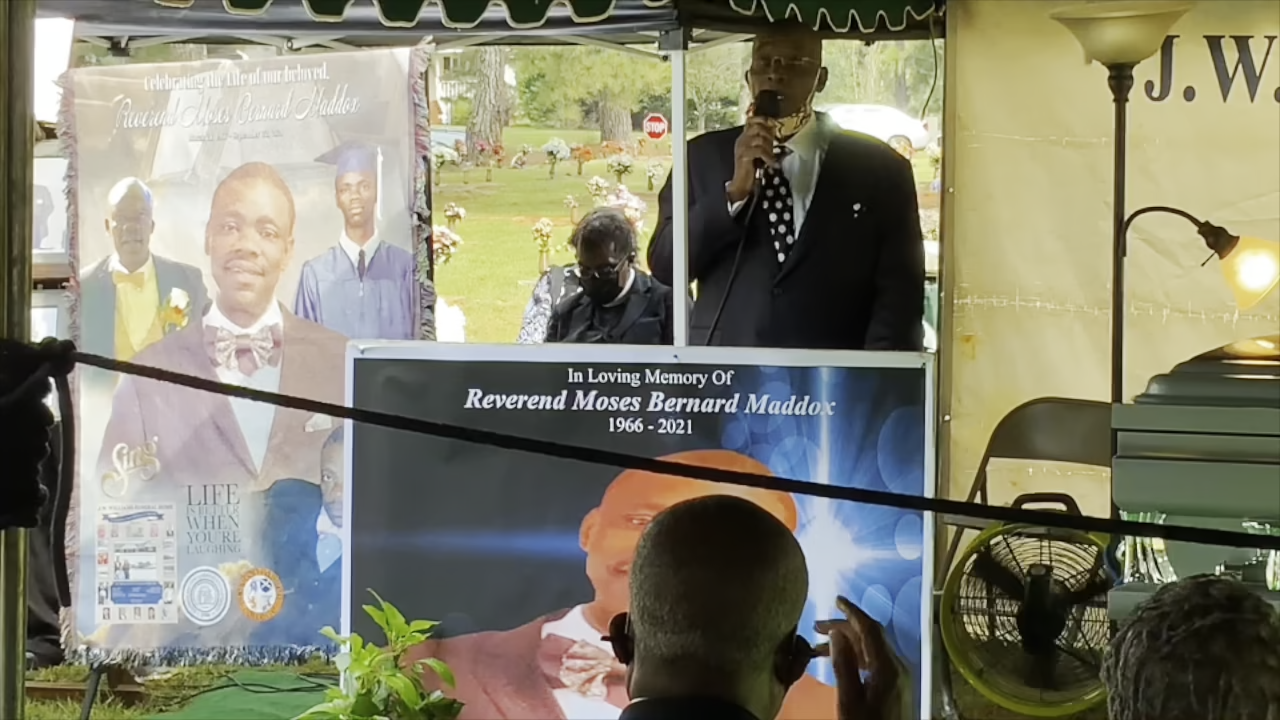 Celebrating the Life of our beloved,
Reverend Moses Bernard Maddox
STOP
J.W.
In Loving Memory Of
Reverend Moses Bernard Maddox
1966 - 2021
Sing
LIFE
IS BETTER
WHEN
YOU'RE
LAUGHING